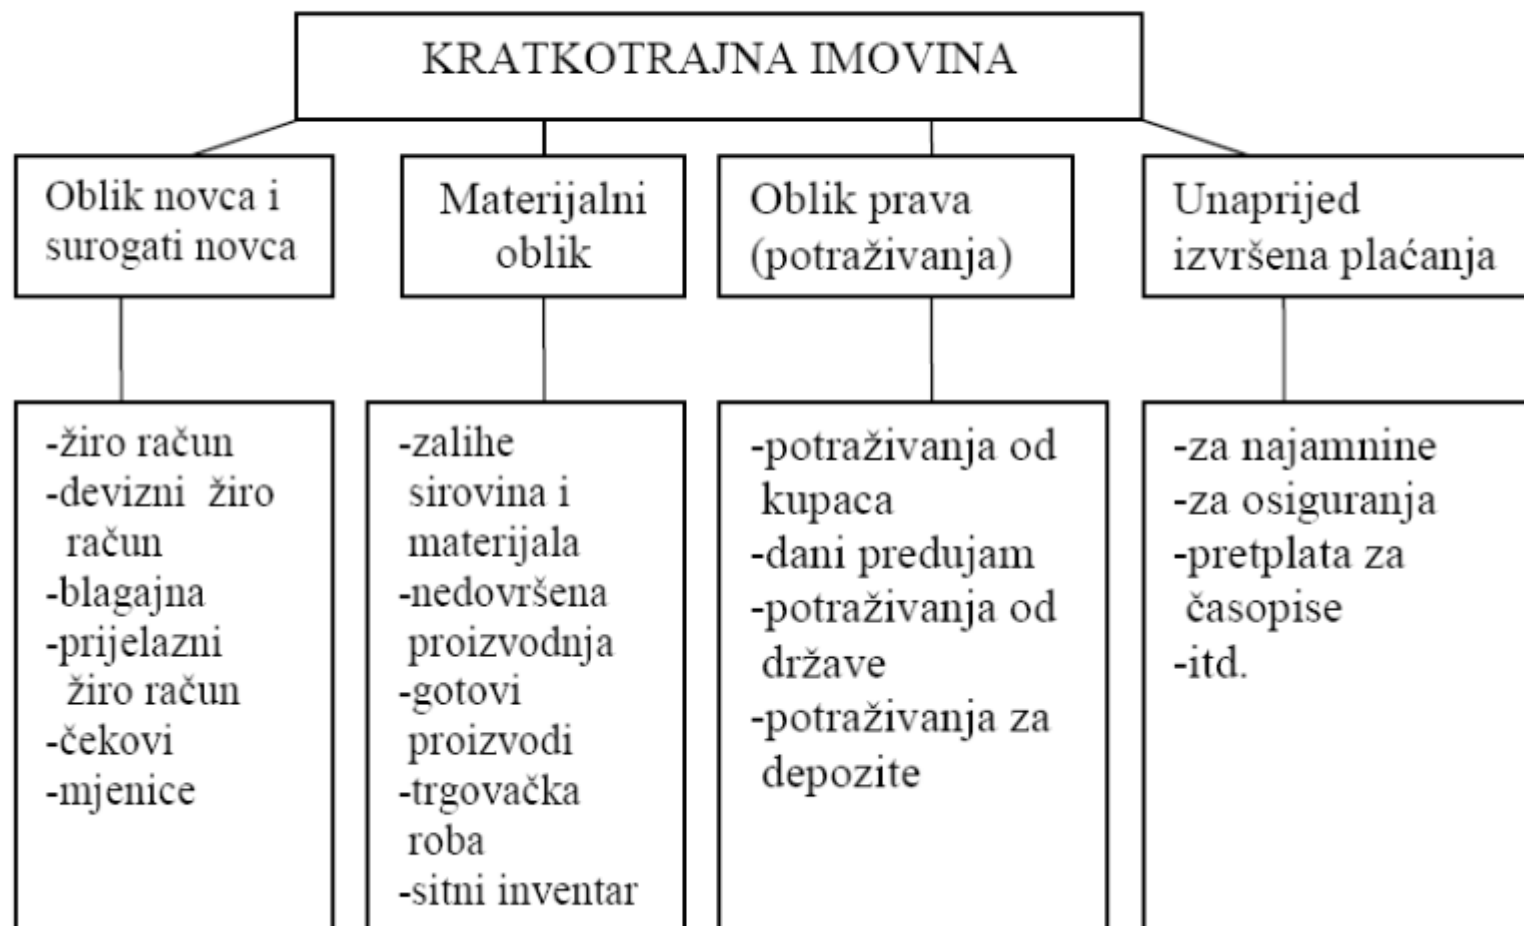 KRATKOTRAJNA IMOVINA
Oblik novca i
surogati novca
Materijalni
oblik
Oblik prava
(potraživanja)
Unaprijed
izvršena plaćanja
-žiro račun
-devizni žiro
račun
-blagajna
-prijelazni
žiro račun
-čekovi
-mjenice
-zalihe
sirovina i
materijala
-nedovršena
proizvodnja
-gotovi
proizvodi
-trgovačka
roba
-sitni inventar
-potraživanja od
kupaca
-dani predujam
-potraživanja od
države
-potraživanja za
depozite
-za najamnine
-za osiguranja
-pretplata za
časopise
-itd.